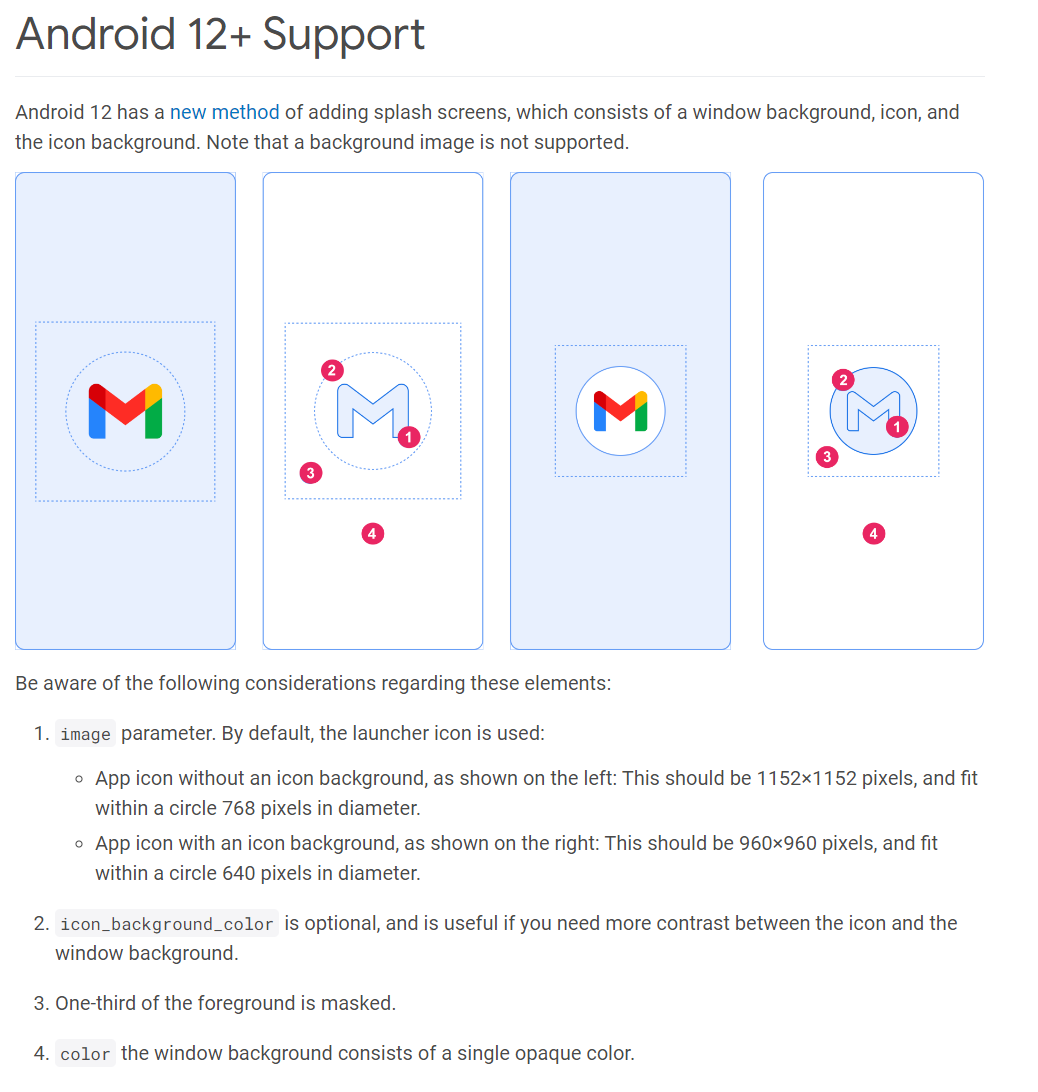 Android 12+ Support
Android 12 has a new method of adding splash screens, which consists of a window background, icon, and
the icon background. Note that a background image is not supported.
2
1
3
4
2
1
3
4
Be aware of the following considerations regarding these elements:
1. image parameter. By default, the launcher icon is used:
◦ App icon without an icon background, as shown on the left: This should be 1152×1152 pixels, and fit
within a circle 768 pixels in diameter.
◦ App icon with an icon background, as shown on the right: This should be 960×960 pixels, and fit
within a circle 640 pixels in diameter.
2. icon_background_color is optional, and is useful if you need more contrast between the icon and the
window background.
3. One-third of the foreground is masked.
4. color the window background consists of a single opaque color.